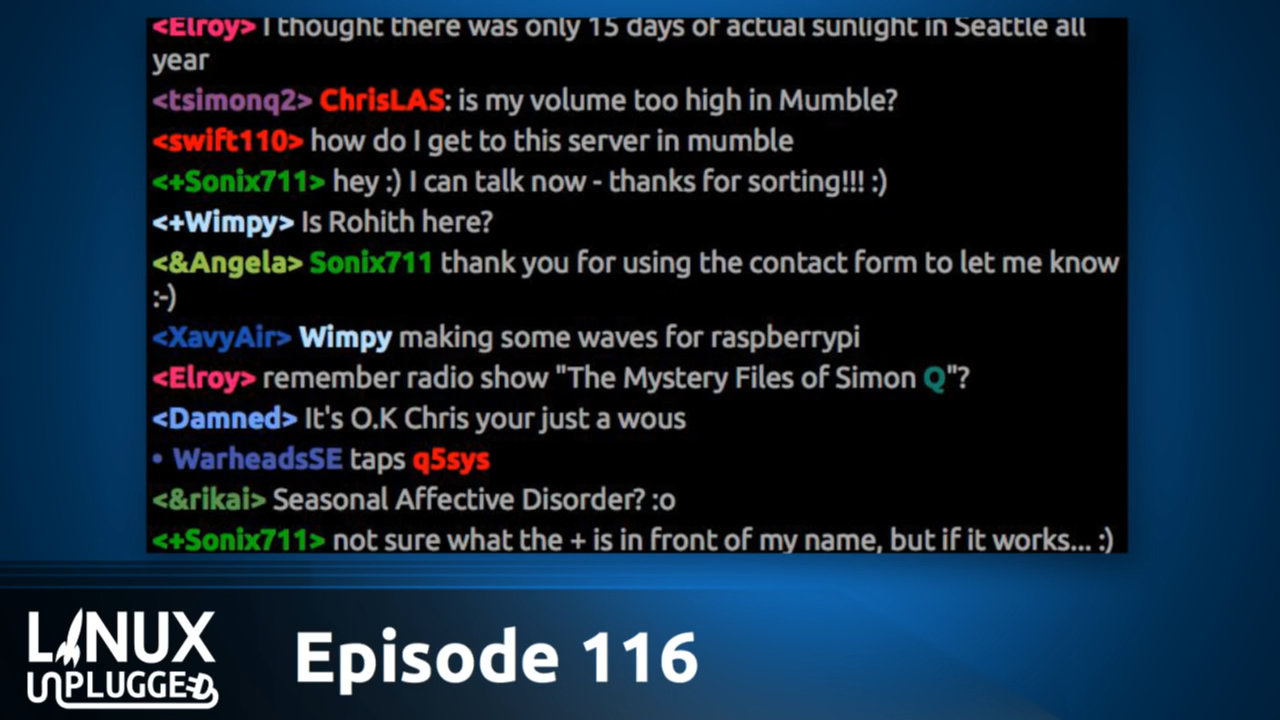 <Elroy> I thought there was only 15 days of actual sunlight in Seattle all
year
<tsimonq2> ChrisLAS: is my volume too high in Mumble?
<swift110> how do I get to this server in mumble
<+Sonix711> hey :) I can talk now - thanks for sorting!!! :)
<+Wimpy> Is Rohith here?
<&Angela> Sonix711 thank you for using the contact form to let me know
:-)
<XavyAir> Wimpy making some waves for raspberrypi
<Elroy> remember radio show "The Mystery Files of Simon Q"?
<Damned> It's O.K Chris your just a wous
• WarheadsSE taps q5sys
<&rikai> Seasonal Affective Disorder? :o
<+Sonix711> not sure what the + is in front of my name, but if it works... :)
LINUX
UNPLUGGED
Episode 116